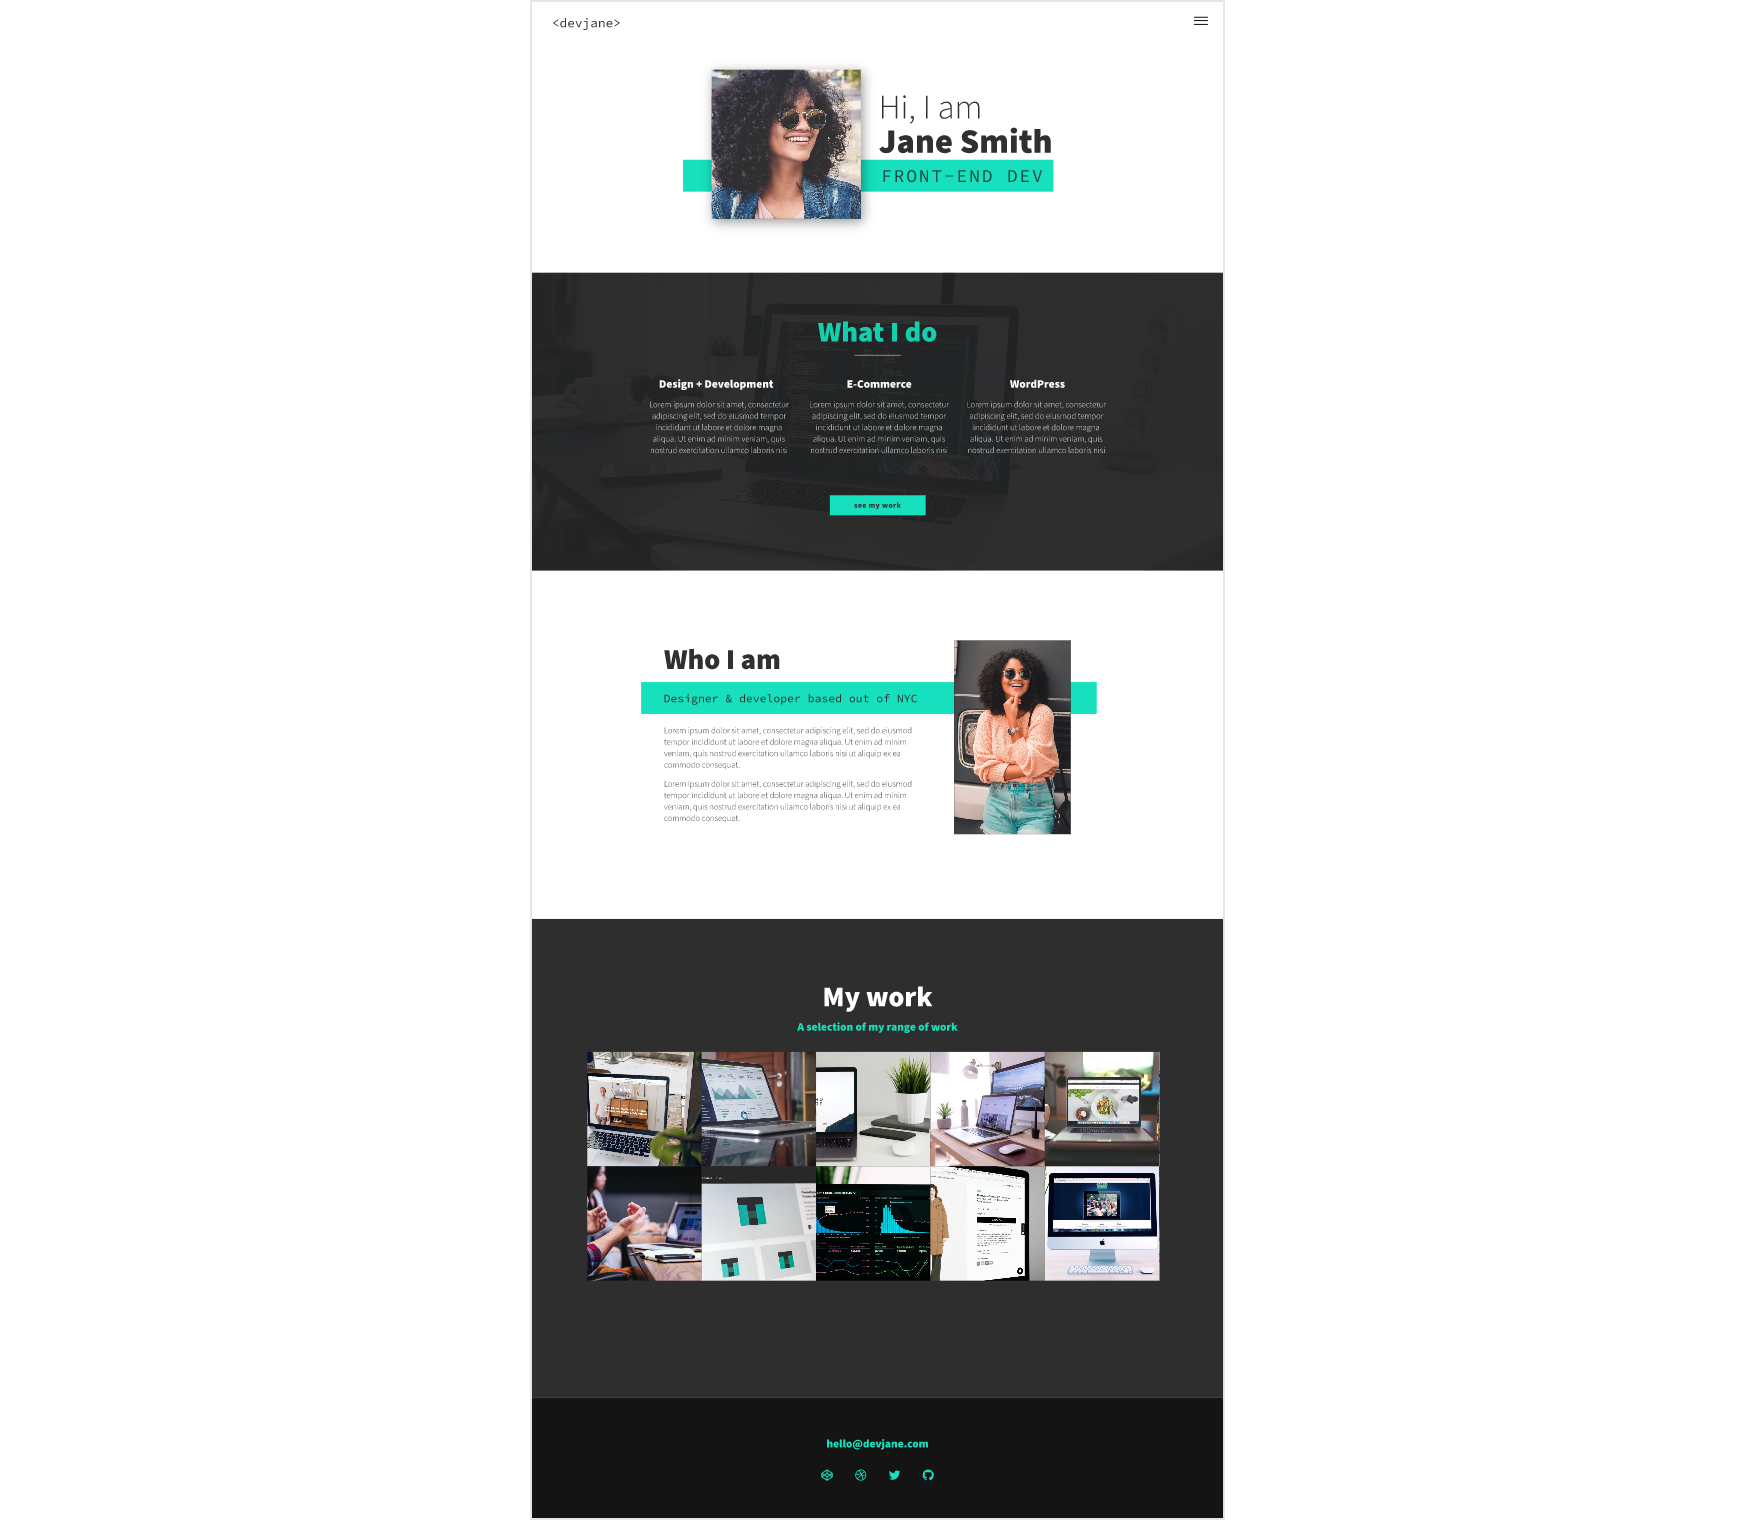 <devjane>
Hi, I am
Jane Smith
FRONT-END DEV
What I do
Design + Development
Lorem ipsum dolor sit amet, consectetur
adipiscing elit, sed do eiusmod tempor
incididunt ut labore et dolore magna
aliqua. Ut enim ad minim veniam, quis
nostrud exercitation ullamco laboris nisi
E-Commerce
Lorem ipsum dolor sit amet, consectetur
adipiscing elit, sed do eiusmod tempor
incididunt ut labore et dolore magna
aliqua. Ut enim ad minim veniam, quis
nostrud exercitation ullamco laboris nisi
WordPress
Lorem ipsum dolor sit amet, consectetur
adipiscing elit, sed do eiusmod tempor
incididunt ut labore et dolore magna
aliqua. Ut enim ad minim veniam, quis
nostrud exercitation ullamco laboris nisi
see my work
Who I am
Designer & developer based out of NYC
Lorem ipsum dolor sit amet, consectetur adipiscing elit, sed do eiusmod
tempor incididunt ut labore et dolore magna aliqua. Ut enim ad minim
veniam, quis nostrud exercitation ullamco laboris nisi ut aliquip ex ea
commodo consequat.
Lorem ipsum dolor sit amet, consectetur adipiscing elit, sed do eiusmod
tempor incididunt ut labore et dolore magna aliqua. Ut enim ad minim
veniam, quis nostrud exercitation ullamco laboris nisi ut aliquip ex ea
commodo consequat.
My work
A selection of my range of work
hello@devjane.com